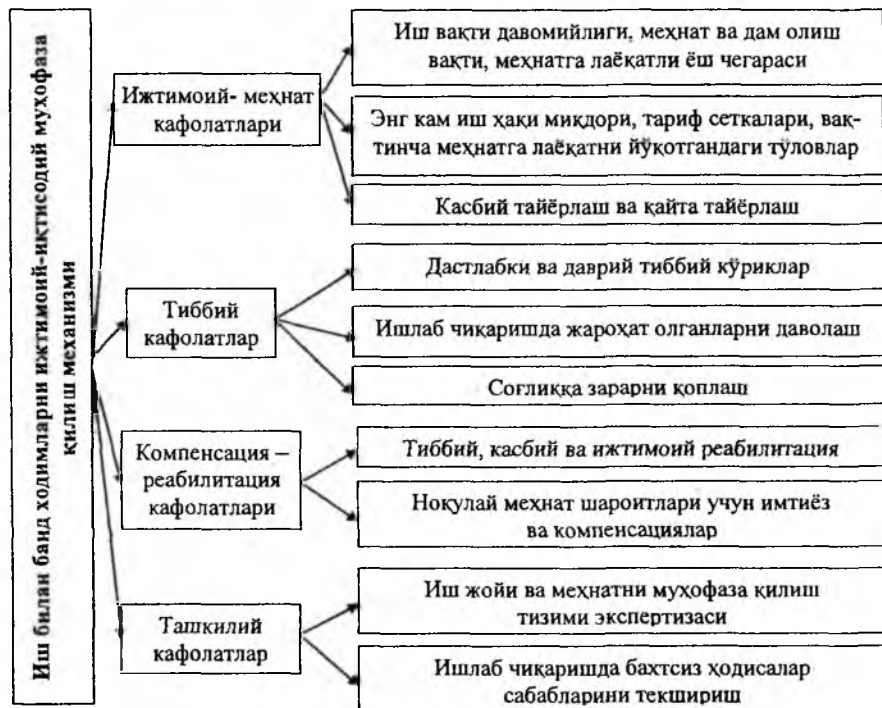 Иш билан банд ходимларни ижтимоий-иқтисодий муҳофаза
қилиш механизми
Ижтимоий- меҳнат
кафолатлари
Иш вақти давомийлиги, меҳнат ва дам олиш
вақти, меҳнатга лаёқатли ёш чегараси
Энг кам иш ҳақи миқдори, тариф сеткалари, вақ-
тинча меҳнатга лаёқатни йўқотгандаги тўловлар
Касбий тайёрлаш ва қайта тайёрлаш
Тиббий
кафолатлар
Дастлабки ва даврий тиббий кўриклар
Ишлаб чиқаришда жароҳат олганларни даволаш
Соғлиққа зарарни қоплаш
Компенсация –
реабилитация
кафолатлари
Тиббий, касбий ва ижтимоий реабилитация
Ноқулай меҳнат шароитлари учун имтиёз
ва компенсациялар
Ташкилий
кафолатлар
Иш жойи ва меҳнатни муҳофаза қилиш
тизими экспертизаси
Ишлаб чиқаришда бахтсиз ҳодисалар
сабабларини текшириш